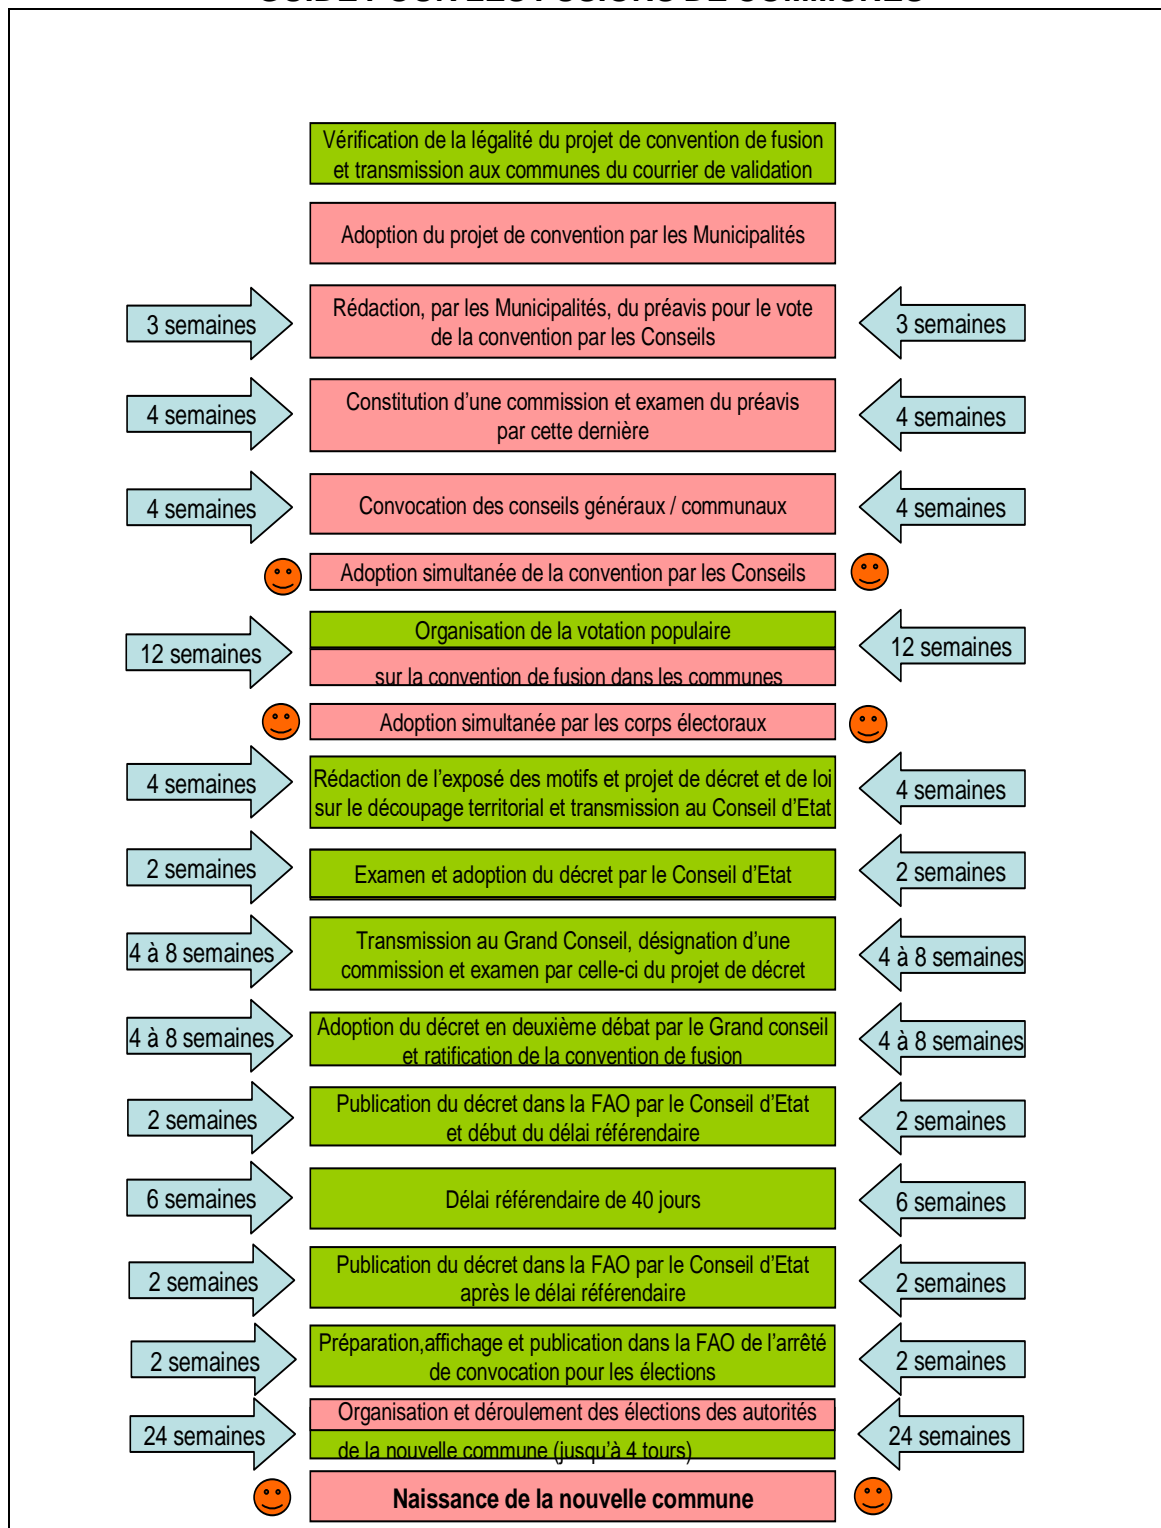 GUIDE POUR LES FUSIONS DE COMMUNES
Vérification de la légalité du projet de convention de fusion
et transmission aux communes du courrier de validation
Adoption du projet de convention par les Municipalités
3 semaines
Rédaction, par les Municipalités, du préavis pour le vote
de la convention par les Conseils
3 semaines
4 semaines
Constitution d’une commission et examen du préavis
par cette dernière
4 semaines
4 semaines
Convocation des conseils généraux / communaux
4 semaines
Adoption simultanée de la convention par les Conseils
12 semaines
Organisation de la votation populaire
sur la convention de fusion dans les communes
12 semaines
Adoption simultanée par les corps électoraux
4 semaines
Rédaction de l’exposé des motifs et projet de décret et de loi
sur le découpage territorial et transmission au Conseil d’Etat
4 semaines
2 semaines
Examen et adoption du décret par le Conseil d’Etat
2 semaines
4 à 8 semaines
Transmission au Grand Conseil, désignation d’une
commission et examen par celle-ci du projet de décret
4 à 8 semaines
4 à 8 semaines
Adoption du décret en deuxième débat par le Grand conseil
et ratification de la convention de fusion
4 à 8 semaines
2 semaines
Publication du décret dans la FAO par le Conseil d’Etat
et début du délai référendaire
2 semaines
6 semaines
Délai référendaire de 40 jours
6 semaines
2 semaines
Publication du décret dans la FAO par le Conseil d’Etat
après le délai référendaire
2 semaines
2 semaines
Préparation,affichage et publication dans la FAO de l’arrêté
de convocation pour les élections
2 semaines
24 semaines
Organisation et déroulement des élections des autorités
de la nouvelle commune (jusqu’à 4 tours)
24 semaines
Naissance de la nouvelle commune